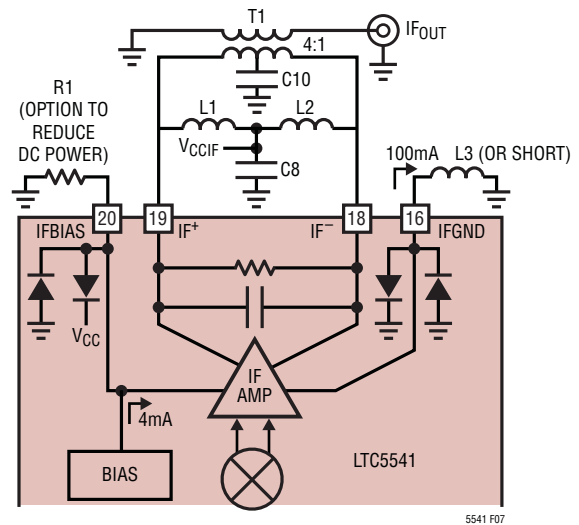 T1
IFOUT
4:1
C10
R1
(OPTION TO
REDUCE
DC POWER)
L1
L2
VCCIF
C8
100mA
L3 (OR SHORT)
20
19
18
16
IFBIAS
IF+
IF−
IFGND
VCC
IF
AMP
4mA
BIAS
LTC5541
5541 F07